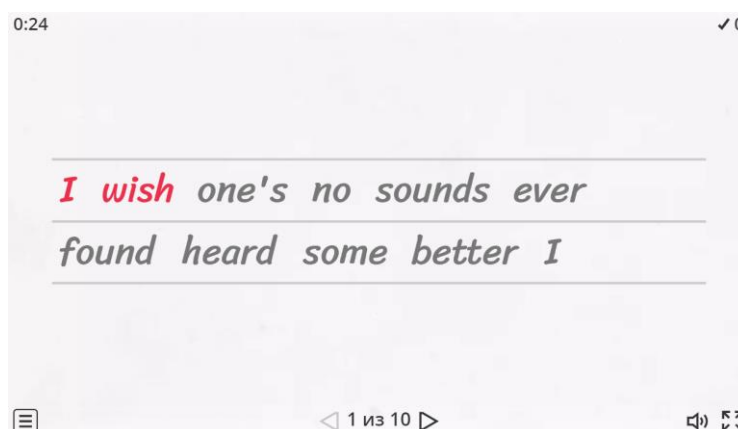 0:24 ✓
I wish one's no sounds ever
found heard some better I
1 из 10